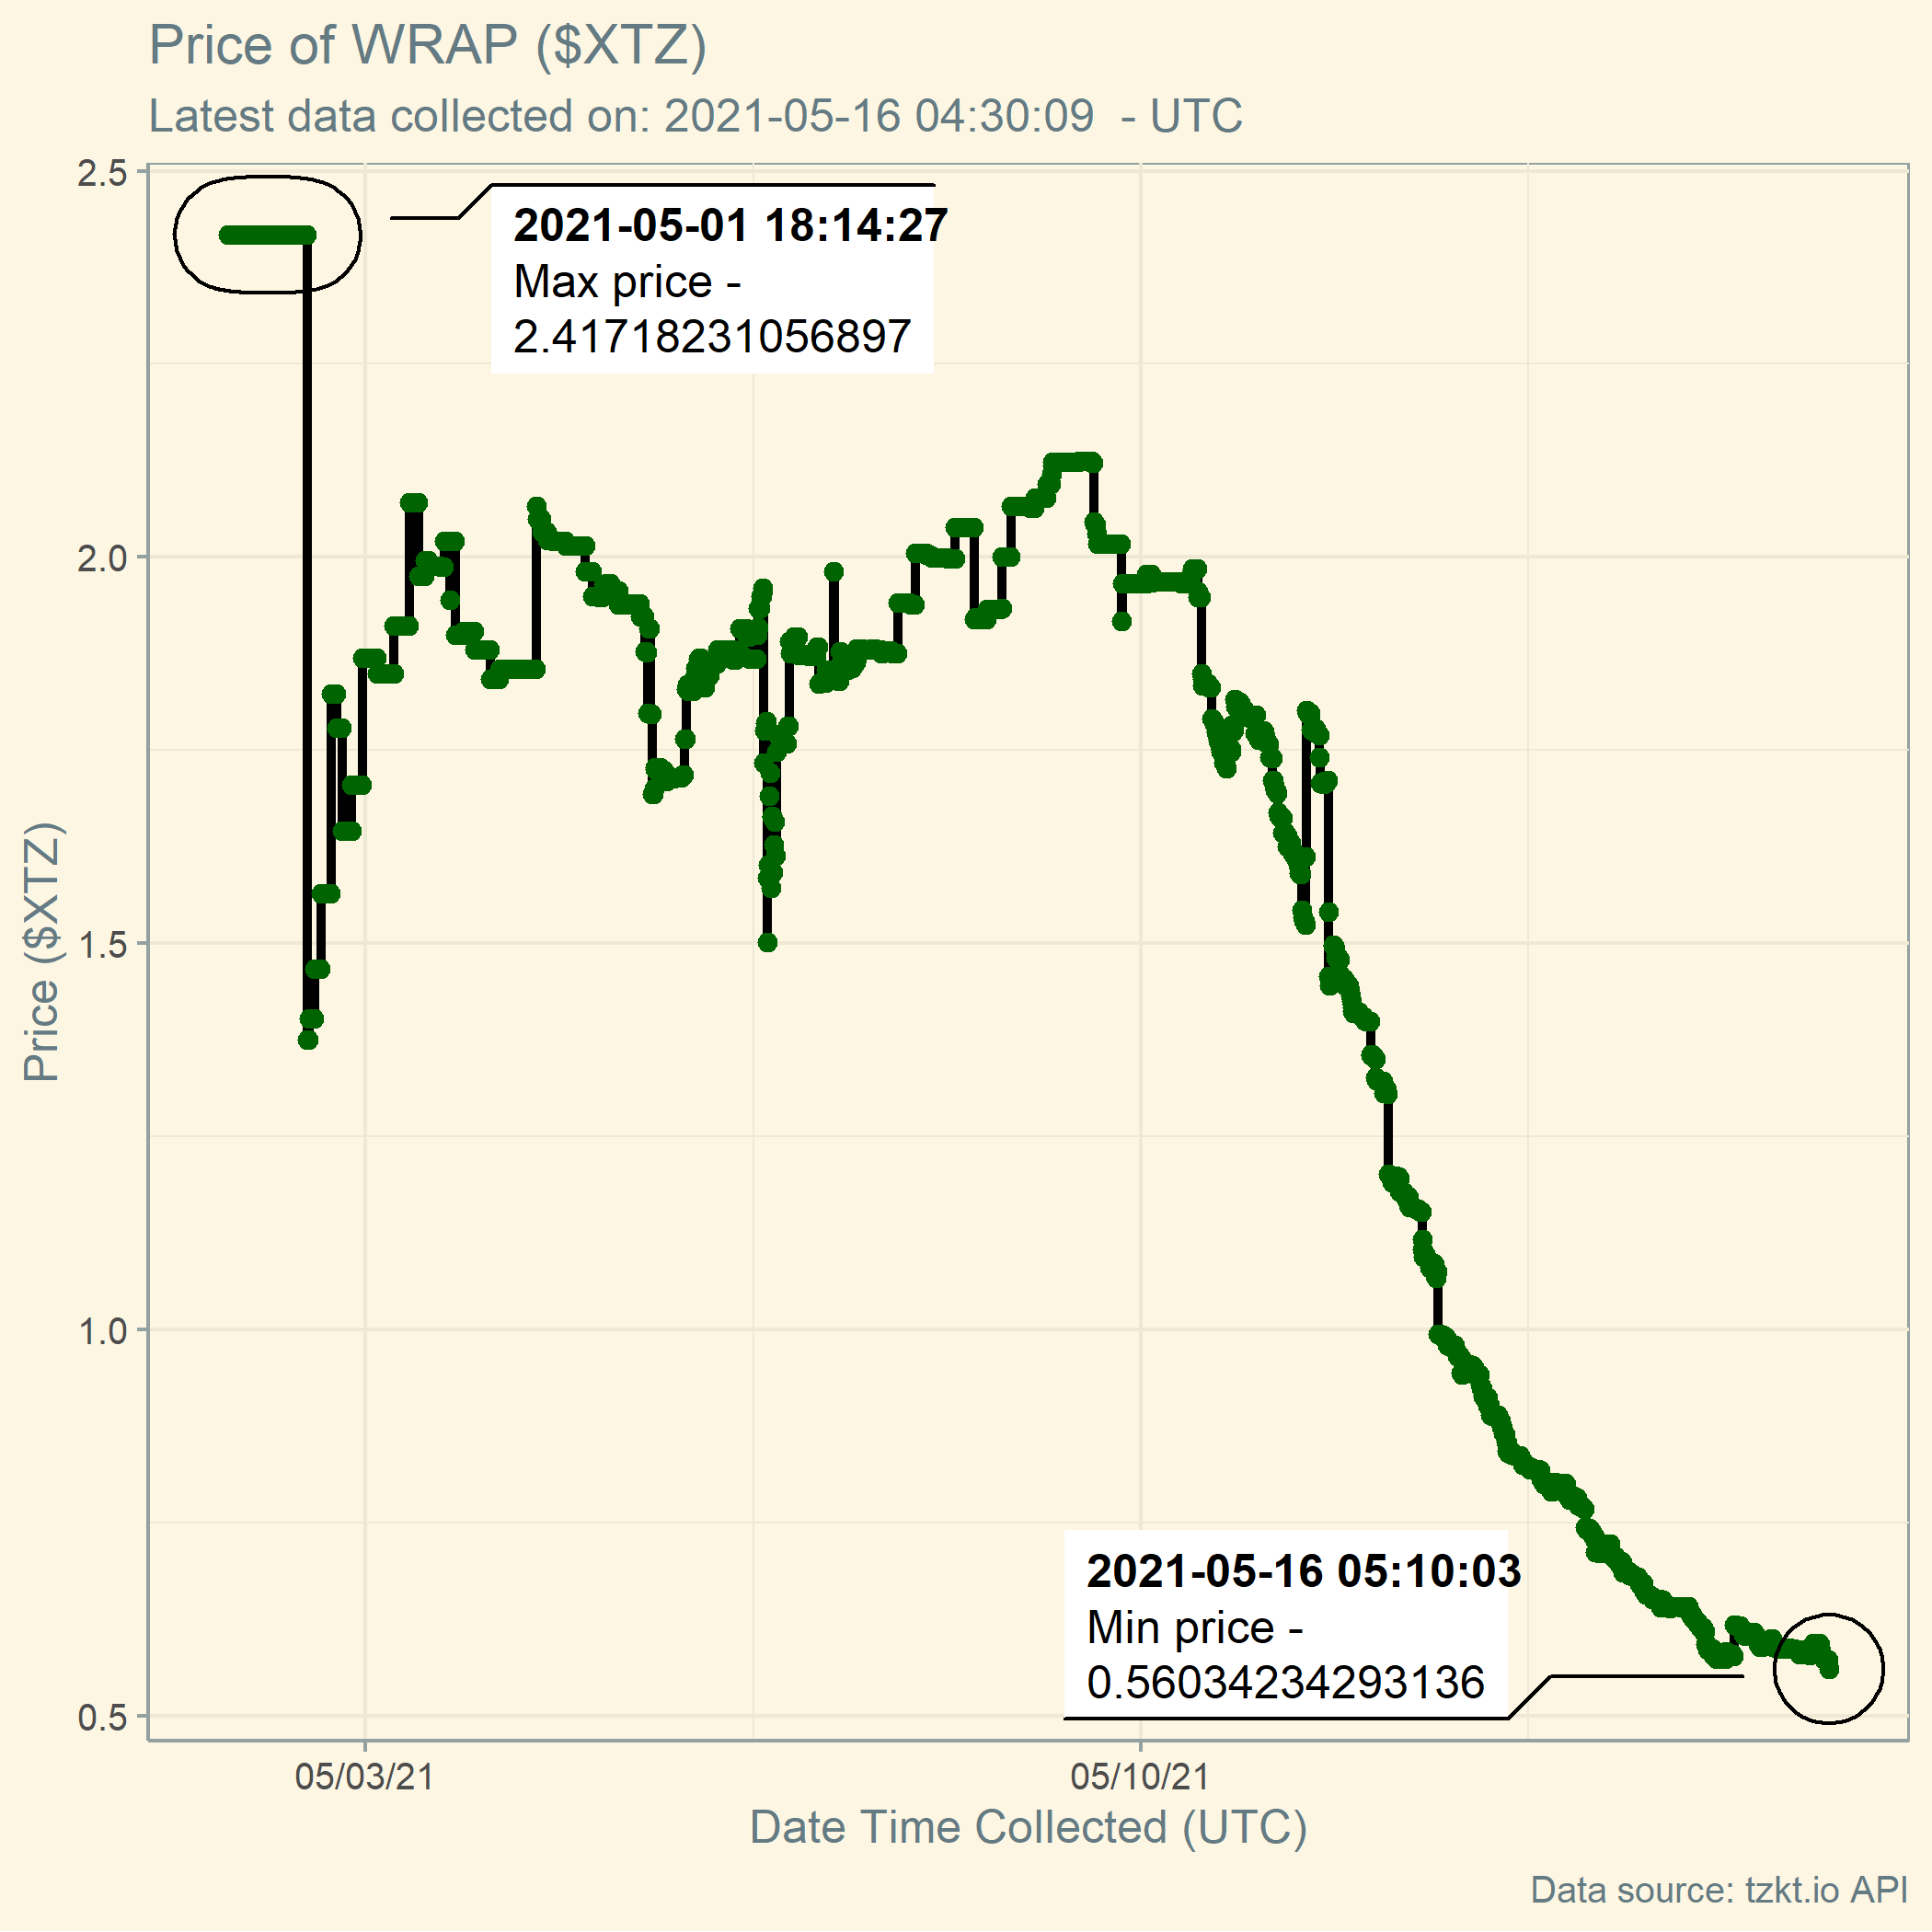 Price of WRAP ($XTZ)
Latest data collected on: 2021-05-16 04:30:09  - UTC
2.5
2021-05-01 18:14:27
Max price -
2.41718231056897
2.0
Price ($XTZ)
1.5
1.0
2021-05-16 05:10:03
Min price -
0.56034234293136
0.5
05/03/21
05/10/21
Date Time Collected (UTC)
Data source: tzkt.io API